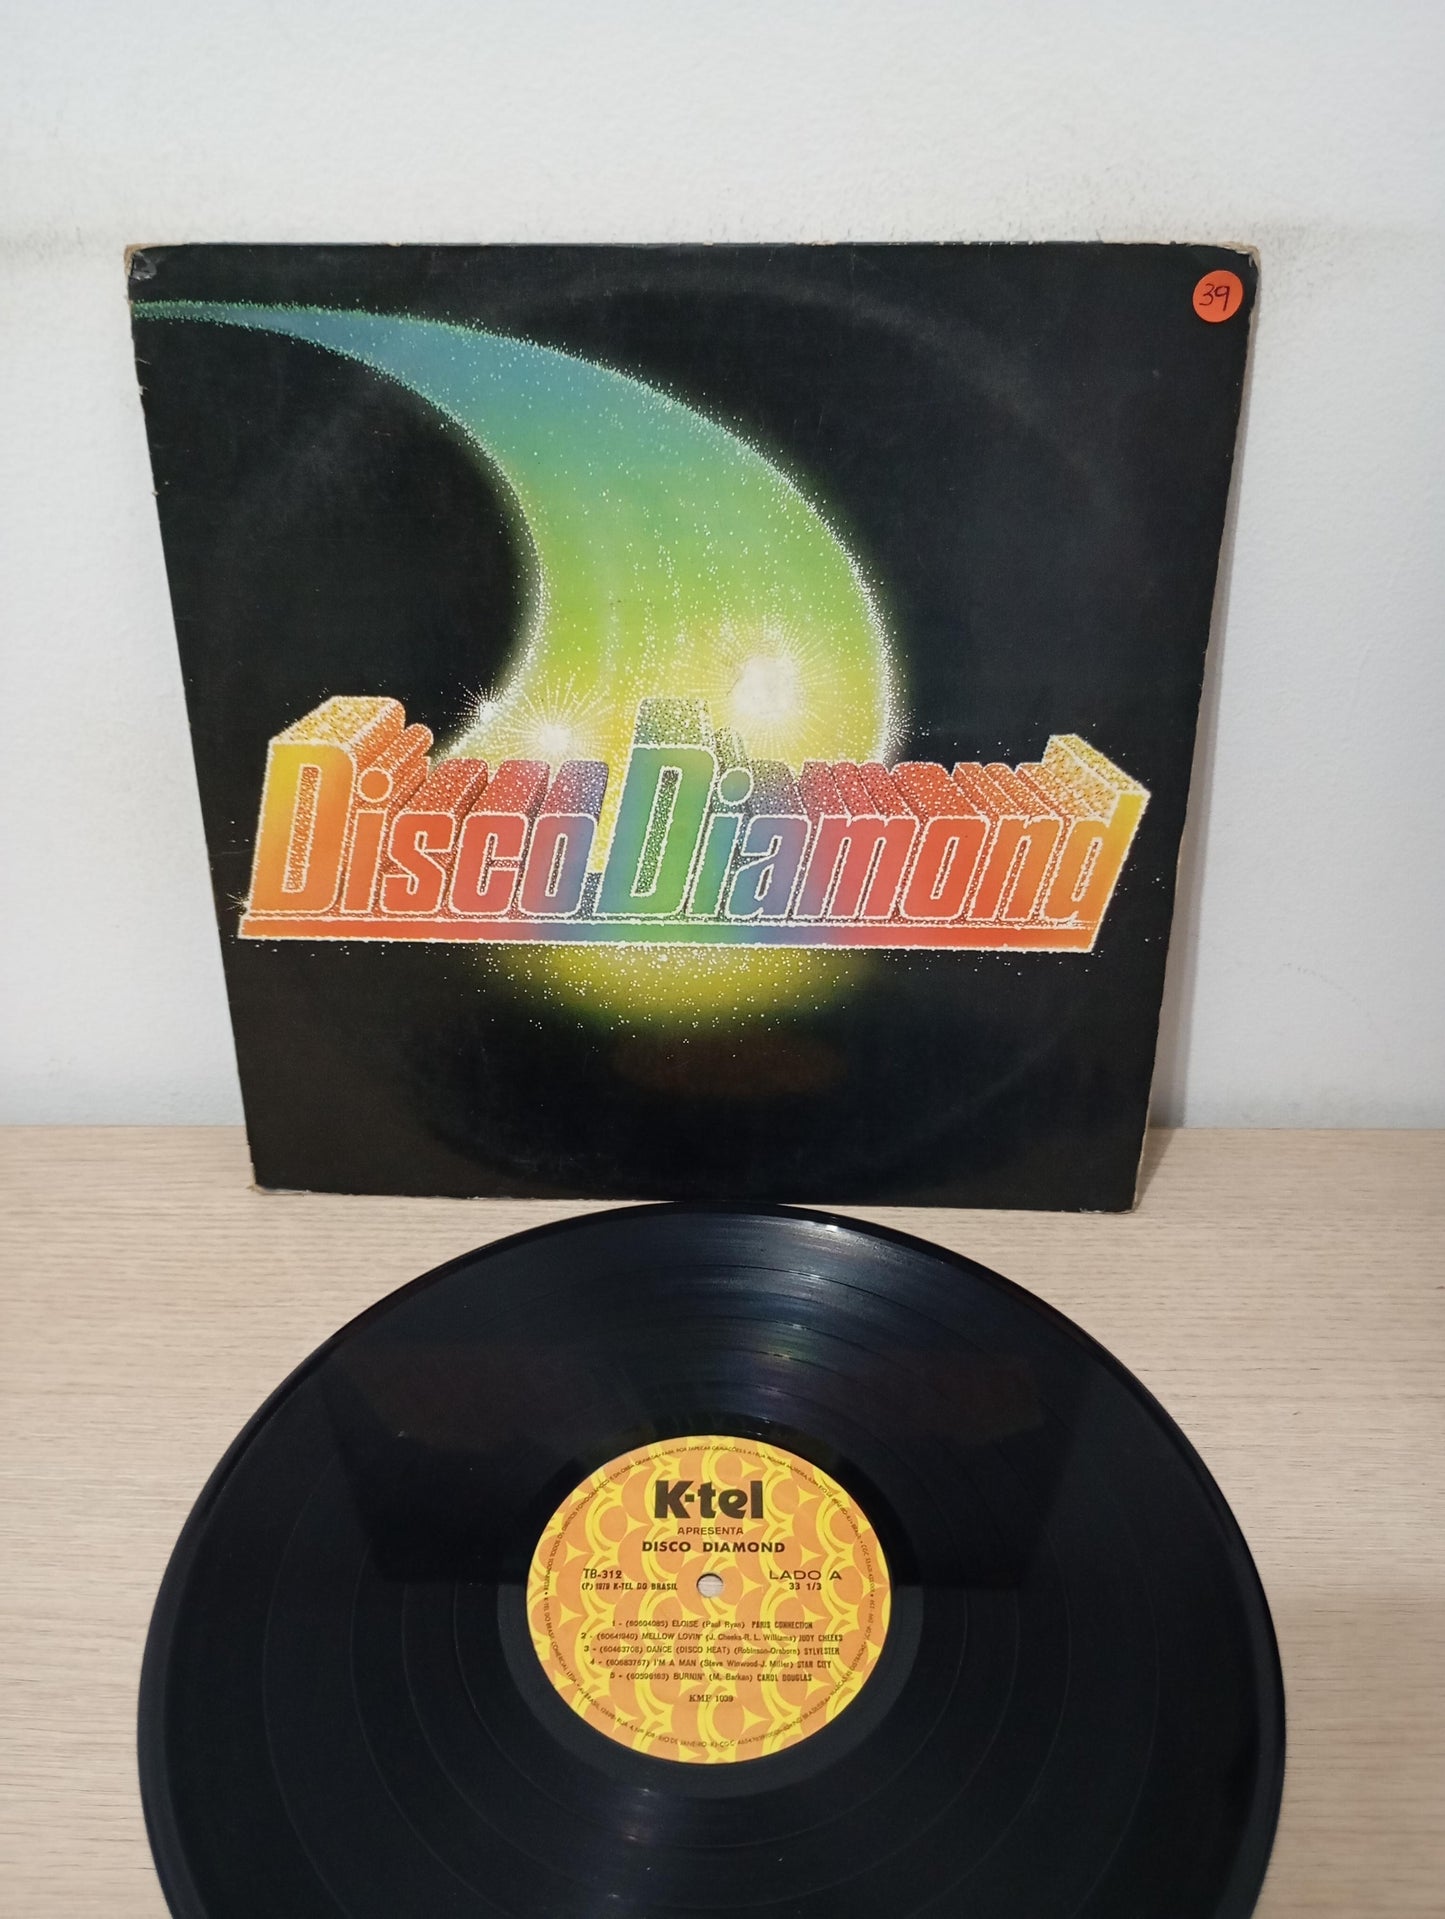 39
Disco Diamond
K-tel
APRESENTA
DISCO DIAMOND
TB-312 LADO A
(P) 1979 K-TEL DO BRASIL 33 1/3
1 - (60604085) ELOISE (Paul Ryan) PARIS CONNECTION
2 - (60641940) MELLOW LOVIN' (J. Cheeks-R. L. Williams) JUDY CHEEKS
3 - (60463708) DANCE (DISCO HEAT) (Robinson-Orsborn) SYLVESTER
4 - (60683767) I'M A MAN (Steve Winwood-J. Miller) STAR CITY
5 - (60596163) BURNIN' (M. Barkan) CAROL DOUGLAS
KMP 1039